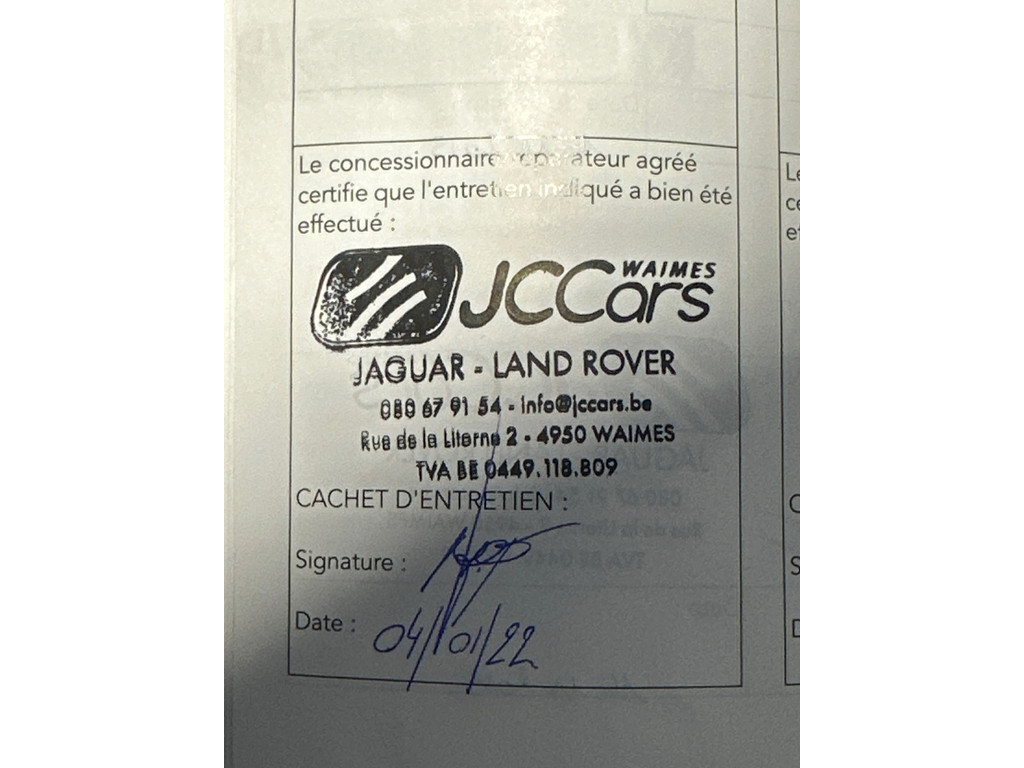 Le concessionnaire réparateur agréé
certifie que l'entretien indiqué a bien été
effectué :
WAIMES
JCCars
JAGUAR - LAND ROVER
080 67 91 54 - info@jccars.be
Rue de la Literne 2 - 4950 WAIMES
TVA BE 0449.118.809
CACHET D'ENTRETIEN :
Signature :
Date : 04/01/22